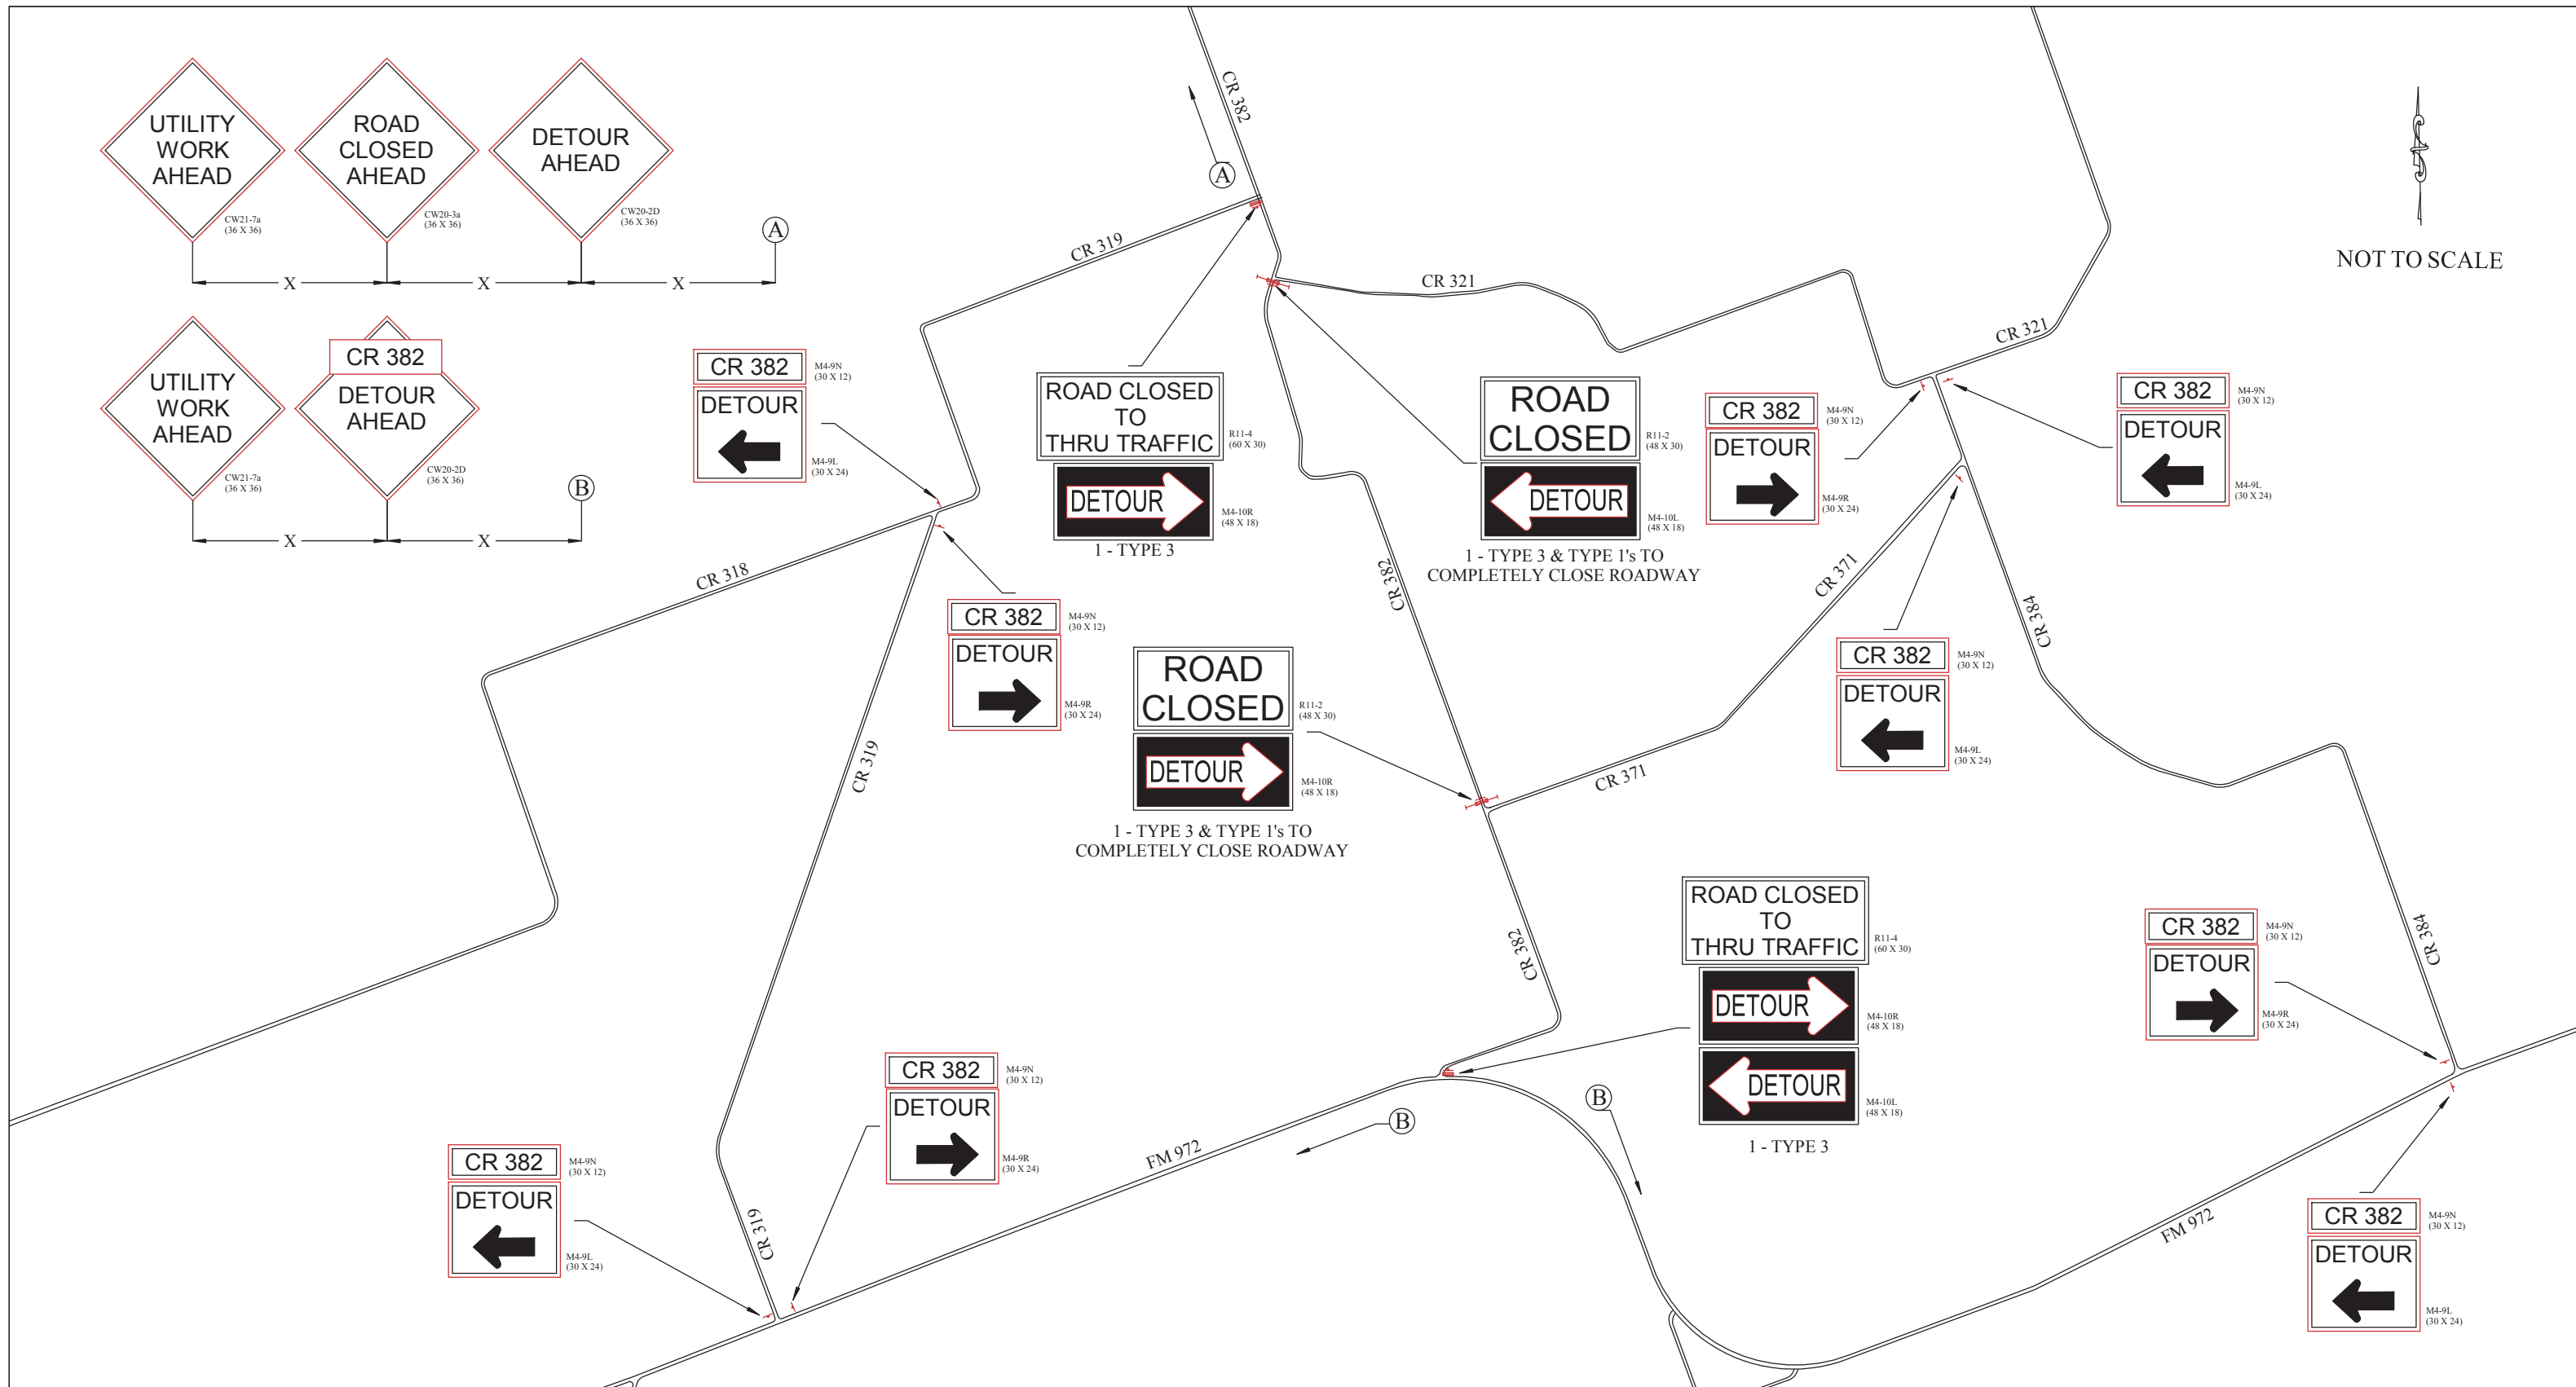 UTILITY
WORK
AHEAD
CW21-7a
(36 X 36)
ROAD
CLOSED
AHEAD
CW20-3a
(36 X 36)
DETOUR
AHEAD
CW20-2D
(36 X 36)
A
X
X
X
UTILITY
WORK
AHEAD
CW21-7a
(36 X 36)
CR 382
DETOUR
AHEAD
CW20-2D
(36 X 36)
B
X
X
CR 382
A
CR 319
CR 321
CR 321
NOT TO SCALE
CR 382
M4-9N
(30 X 12)
DETOUR
M4-9L
(30 X 24)
ROAD CLOSED
TO
THRU TRAFFIC
R11-4
(60 X 30)
DETOUR
M4-10R
(48 X 18)
1 - TYPE 3
ROAD
CLOSED
R11-2
(48 X 30)
DETOUR
M4-10L
(48 X 18)
1 - TYPE 3 & TYPE 1's TO
COMPLETELY CLOSE ROADWAY
CR 382
M4-9N
(30 X 12)
DETOUR
M4-9R
(30 X 24)
CR 382
M4-9N
(30 X 12)
DETOUR
M4-9L
(30 X 24)
CR 318
CR 382
CR 371
CR 384
CR 382
M4-9N
(30 X 12)
DETOUR
M4-9R
(30 X 24)
ROAD
CLOSED
R11-2
(48 X 30)
DETOUR
M4-10R
(48 X 18)
1 - TYPE 3 & TYPE 1's TO
COMPLETELY CLOSE ROADWAY
CR 382
M4-9N
(30 X 12)
DETOUR
M4-9L
(30 X 24)
CR 319
CR 371
CR 382
ROAD CLOSED
TO
THRU TRAFFIC
R11-4
(60 X 30)
DETOUR
M4-10R
(48 X 18)
DETOUR
M4-10L
(48 X 18)
1 - TYPE 3
CR 382
M4-9N
(30 X 12)
DETOUR
M4-9R
(30 X 24)
CR 384
CR 382
M4-9N
(30 X 12)
DETOUR
M4-9R
(30 X 24)
B
B
FM 972
CR 382
M4-9N
(30 X 12)
DETOUR
M4-9L
(30 X 24)
CR 319
FM 972
CR 382
M4-9N
(30 X 12)
DETOUR
M4-9L
(30 X 24)